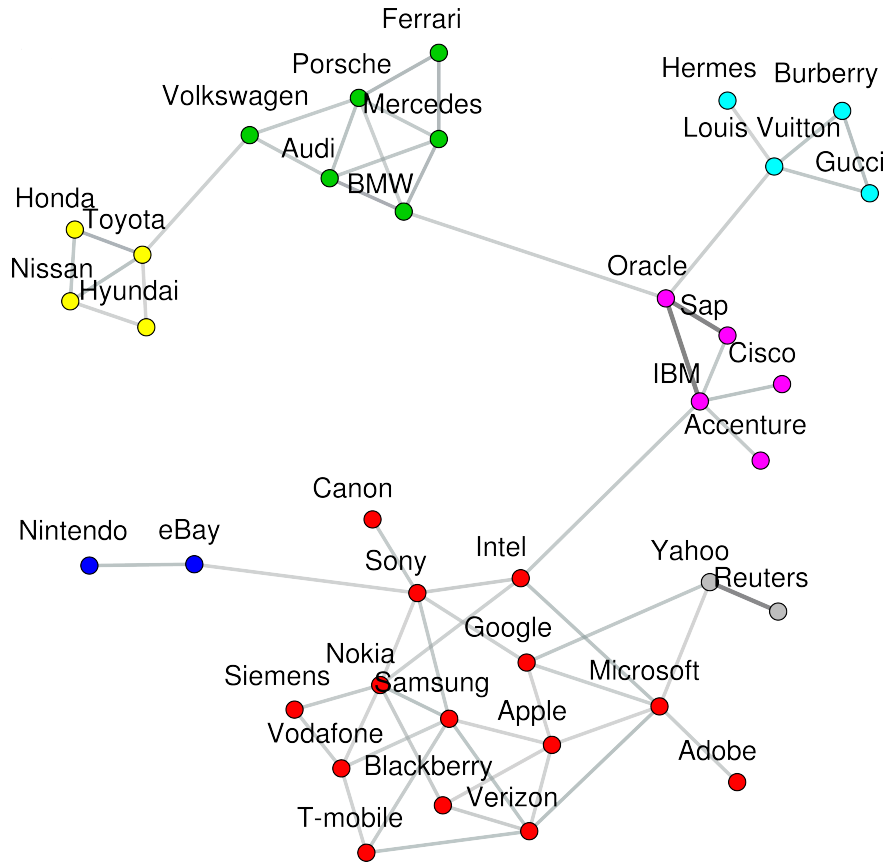 Ferrari
Porsche
Hermes
Burberry
Volkswagen
Mercedes
Louis Vuitton
Audi
Gucci
BMW
Honda
Toyota
Nissan
Hyundai
Oracle
Sap
Cisco
IBM
Accenture
Canon
Nintendo
eBay
Sony
Intel
Yahoo
Reuters
Google
Nokia
Siemens
Samsung
Microsoft
Apple
Vodafone
Adobe
Blackberry
Verizon
T-mobile